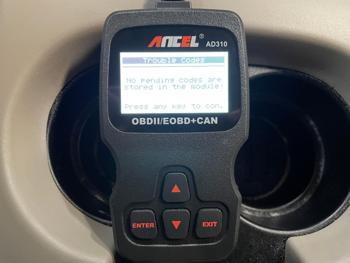 ANCEL
AD310
Trouble Codes
No pending codes are
stored in the module!
Press any key to con.
OBDII/EOBD+CAN
ENTER
EXIT